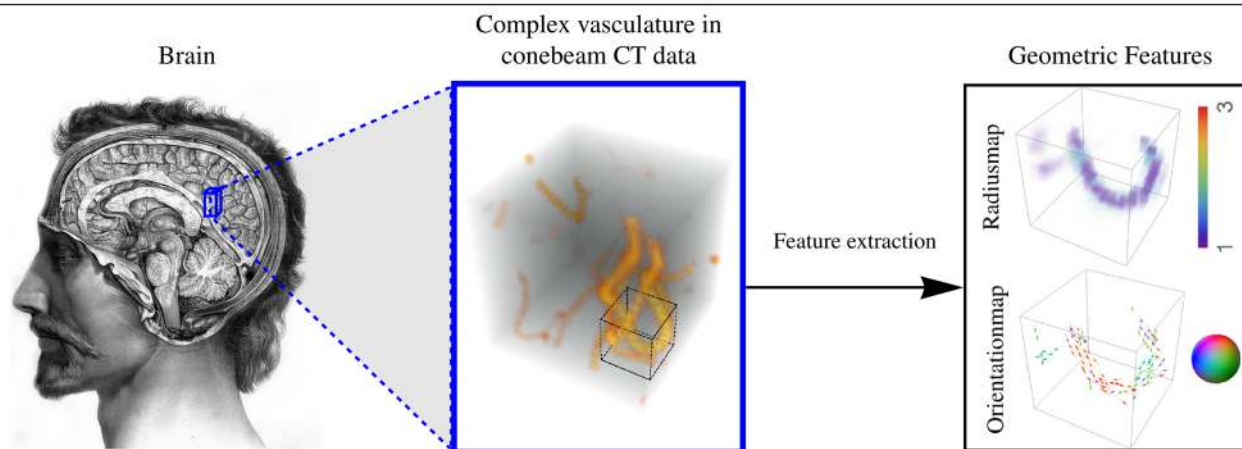 Brain
Complex vasculature in
conebeam CT data
Geometric Features
Feature extraction
Radiusmap
3
1
Orientationmap